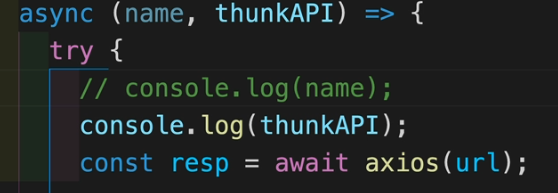 async (name, thunkAPI) => {
try {
// console.log(name);
console.log(thunkAPI);
const resp = await axios(url);